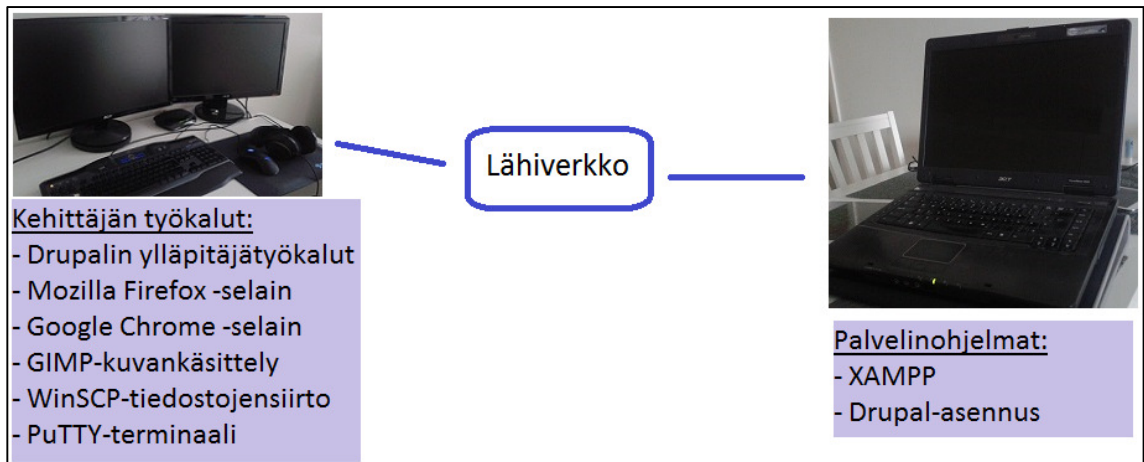 Lähiverkko
Kehittäjän työkalut:
- Drupalin ylläpitäjätyökalut
- Mozilla Firefox -selain
- Google Chrome -selain
- GIMP-kuvankäsittely
- WinSCP-tiedostojensiirto
- PuTTY-terminaali
acer
Palvelinohjelmat:
- XAMPP
- Drupal-asennus